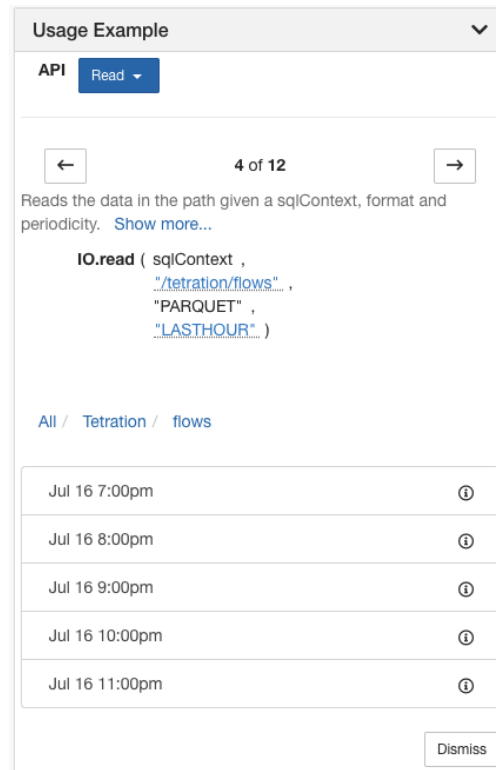 Usage Example
API Read
4 of 12
Reads the data in the path given a sqlContext, format and
periodicity. Show more...
IO.read ( sqlContext ,
"/tetration/flows" ,
"PARQUET" ,
"LASTHOUR" )
All / Tetration / flows
Jul 16 7:00pm
Jul 16 8:00pm
Jul 16 9:00pm
Jul 16 10:00pm
Jul 16 11:00pm
Dismiss